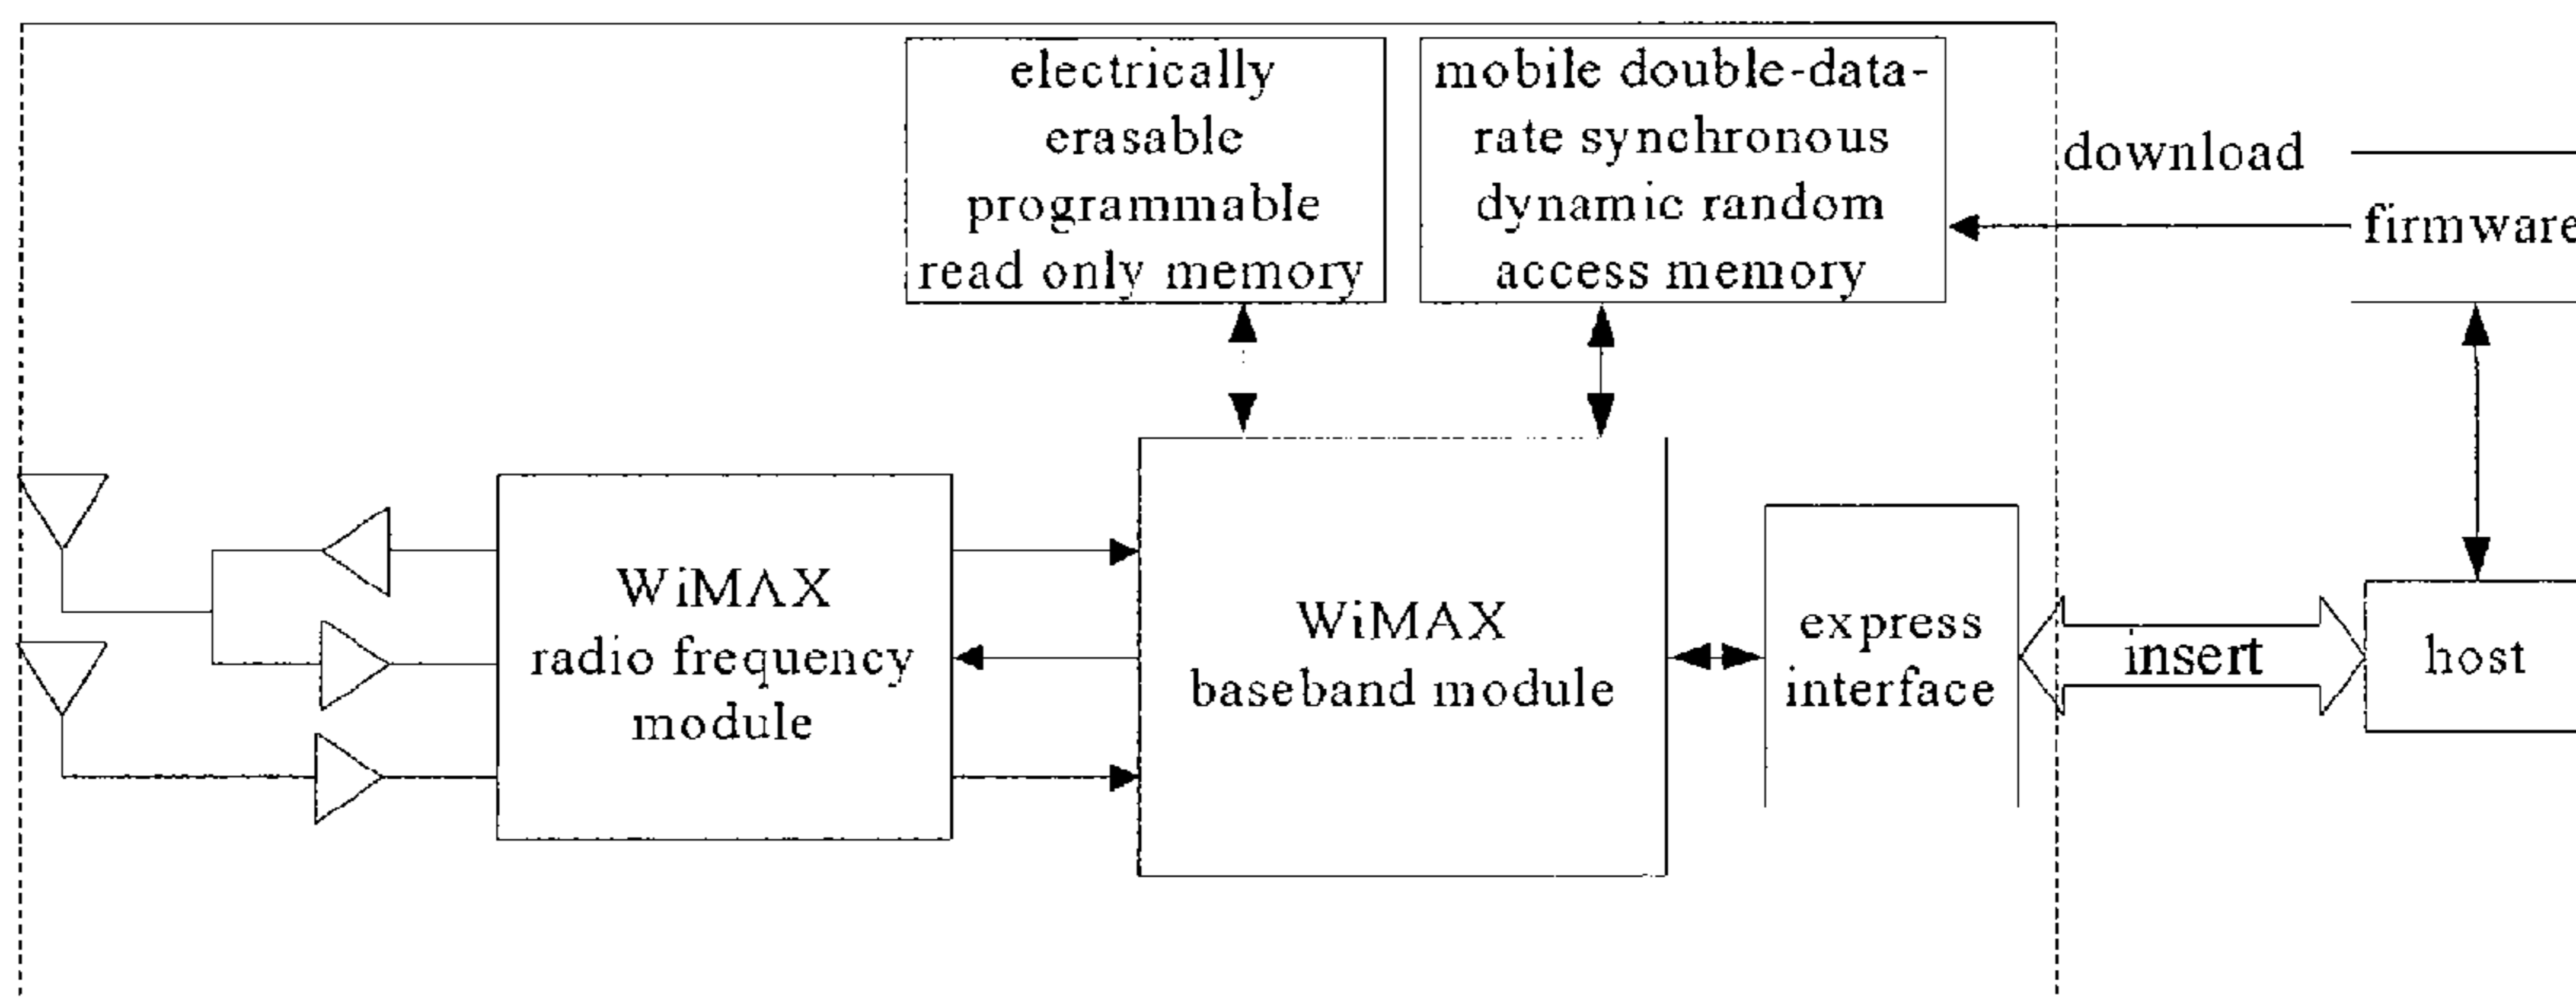 electrically
erasable
programmable
read only memory
mobile double-data-
rate synchronous
dynamic random
access memory
download
firmware
WiMAX
radio frequency
module
WiMAX
baseband module
express
interface
insert
host